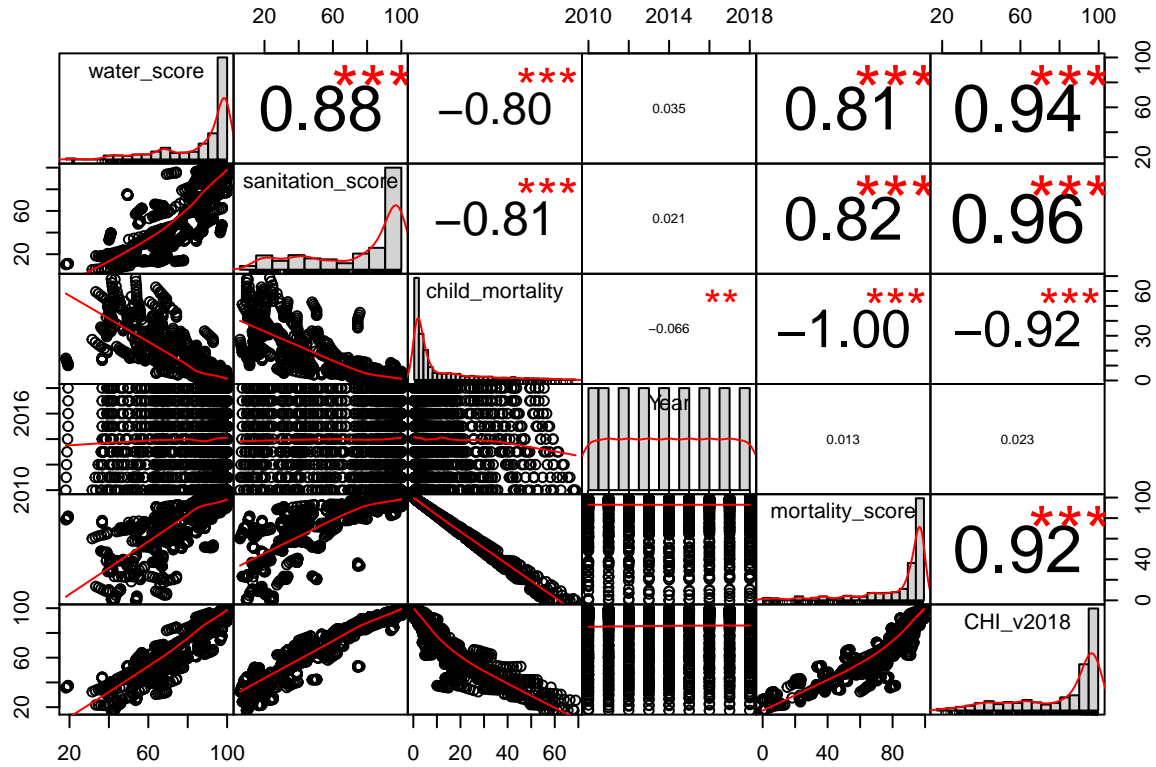 20 60 100 2010 2014 2018 20 60 100
water_score 0.88 *** −0.80 *** 0.035 0.81 *** 0.94 *** 20 60 100
60 20 sanitation_score −0.81 *** 0.021 0.82 *** 0.96 ***
child_mortality −0.066 ** −1.00 *** −0.92 *** 0 30 60
2016 2010 Year 0.013 0.023
mortality_score 0.92 *** 0 40 100
100 60 20 CHI_v2018
20 60 100 0 20 40 60 0 40 80